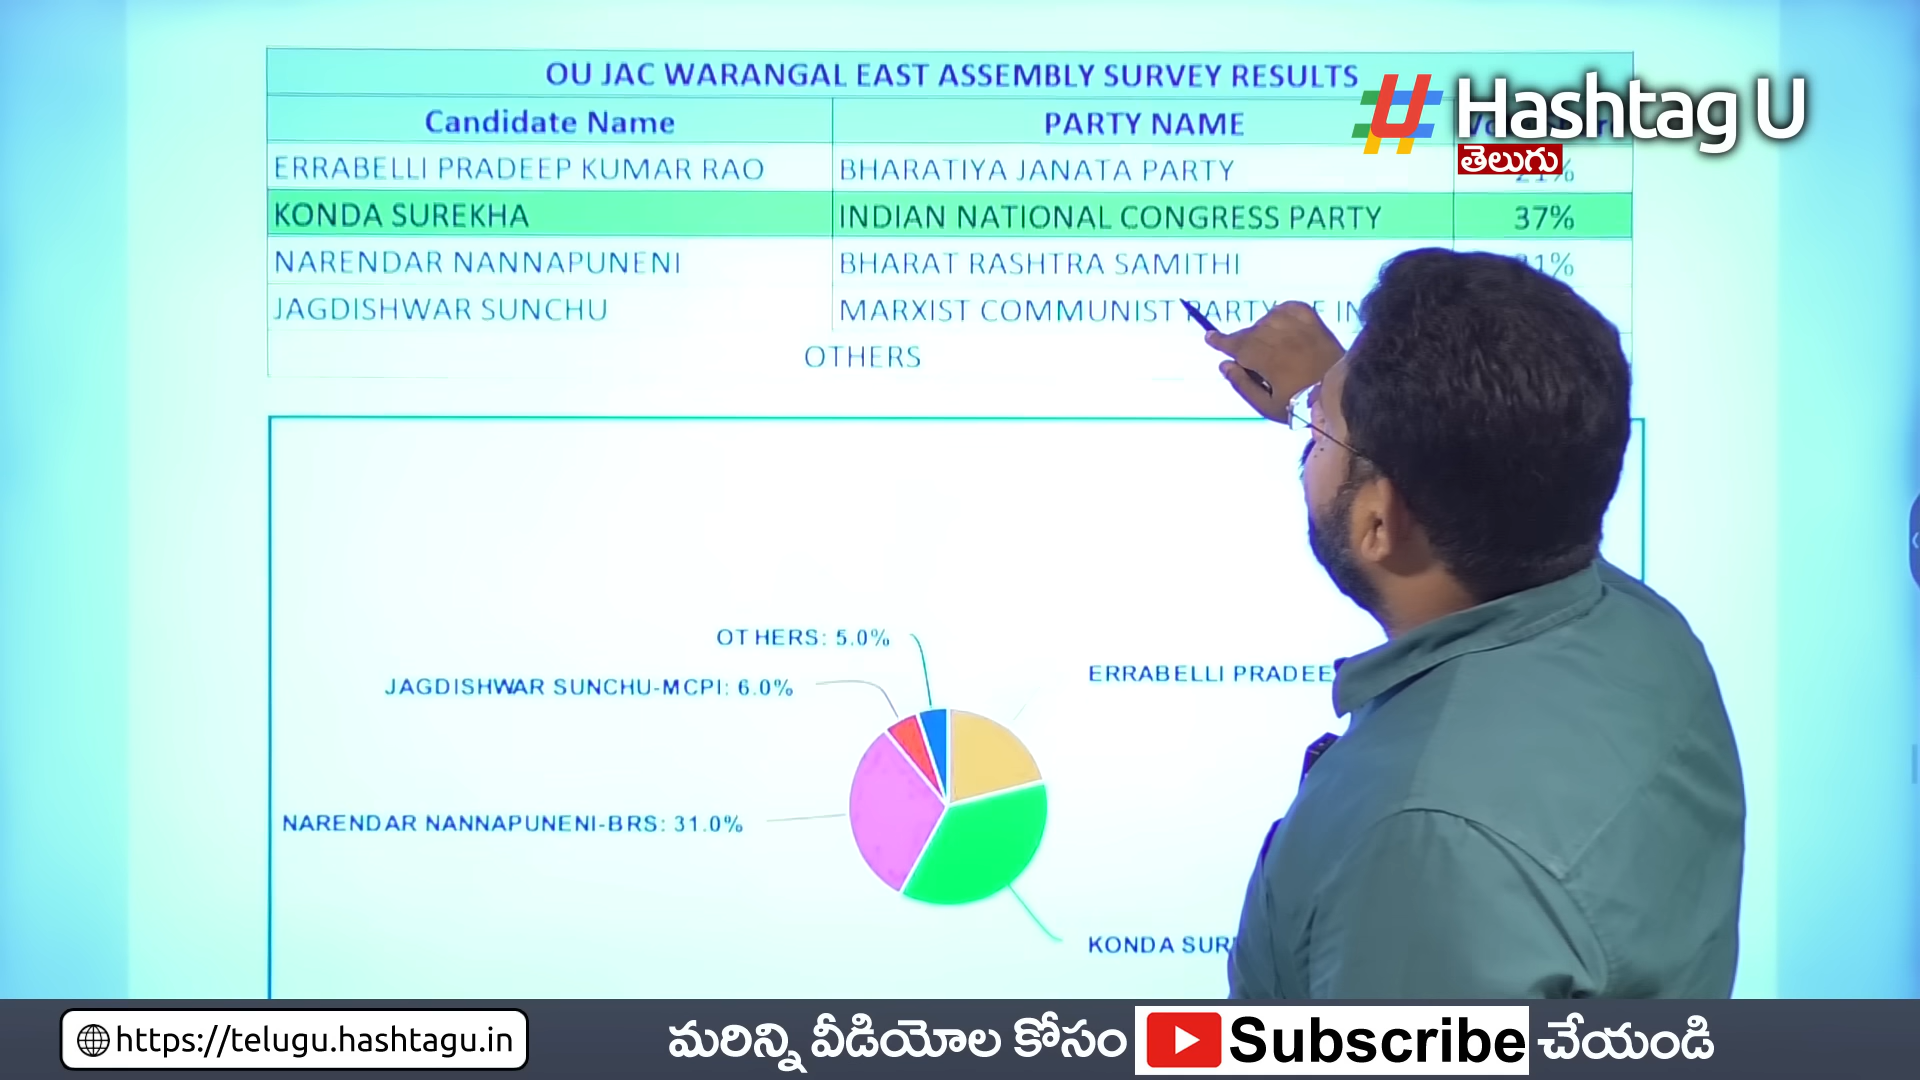 OU JAC WARANGAL EAST ASSEMBLY SURVEY RESULTS
Hashtag U
తెలుగు
Candidate Name PARTY NAME
ERRABELLI PRADEEP KUMAR RAO BHARATIYA JANATA PARTY 21%
KONDA SUREKHA INDIAN NATIONAL CONGRESS PARTY 37%
NARENDAR NANNAPUNENI BHARAT RASHTRA SAMITHI 31%
JAGDISHWAR SUNCHU MARXIST COMMUNIST PARTY
OTHERS
OTHERS: 5.0%
JAGDISHWAR SUNCHU-MCPI: 6.0%
ERRABELLI
NARENDAR NANNAPUNENI-BRS: 31.0%
KONDA
https://telugu.hashtagu.in
మరిన్ని వీడియోల కోసం Subscribe చేయండి